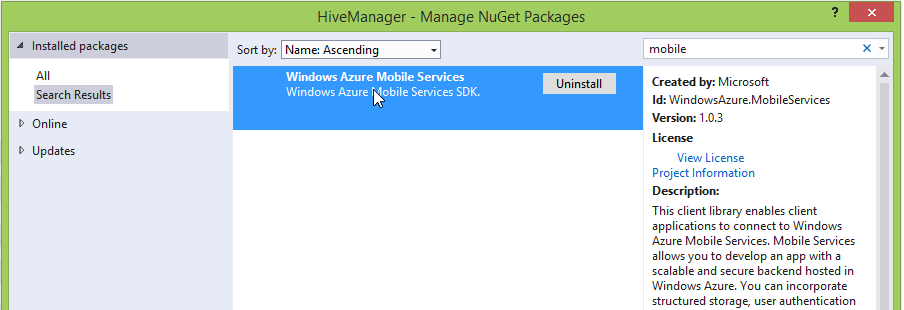 HiveManager - Manage NuGet Packages
?
Installed packages
All
Search Results
Online
Updates
Sort by: Name: Ascending
Windows Azure Mobile Services
Windows Azure Mobile Services SDK.
Uninstall
mobile
Created by: Microsoft
Id: WindowsAzure.MobileServices
Version: 1.0.3
License
View License
Project Information
Description:
This client library enables client
applications to connect to Windows
Azure Mobile Services. Mobile Services
allows you to develop an app with a
scalable and secure backend hosted in
Windows Azure. You can incorporate
structured storage, user authentication